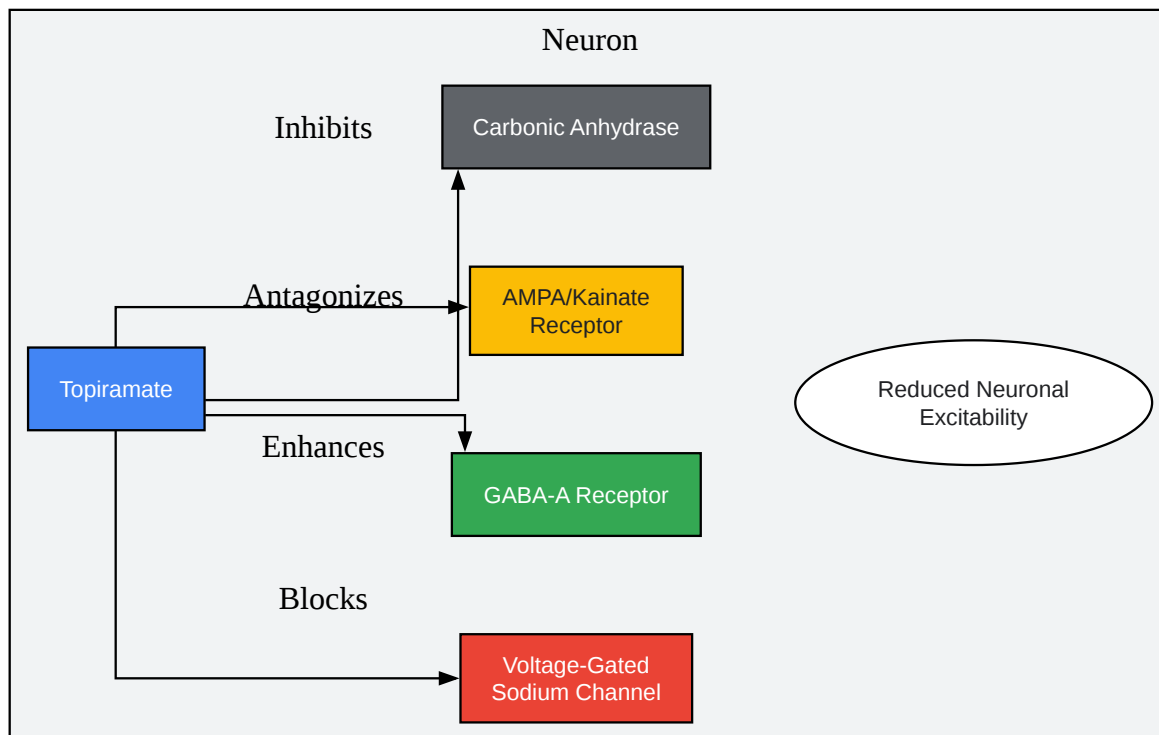 Neuron
Inhibits
Carbonic Anhydrase
Antagonizes
AMPA/Kainate
Receptor
Topiramate
Reduced Neuronal
Excitability
Enhances
GABA-A Receptor
Blocks
Voltage-Gated
Sodium Channel